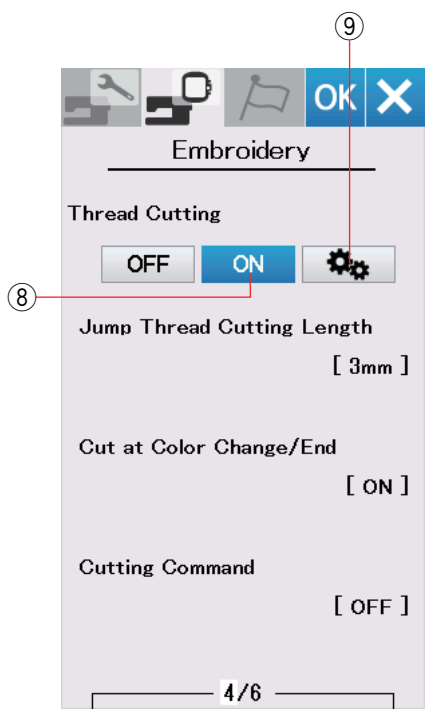 ⑨
OK
Embroidery
Thread Cutting
OFF ON
⑧
Jump Thread Cutting Length
[ 3mm ]
Cut at Color Change/End
[ ON ]
Cutting Command
[ OFF ]
4/6